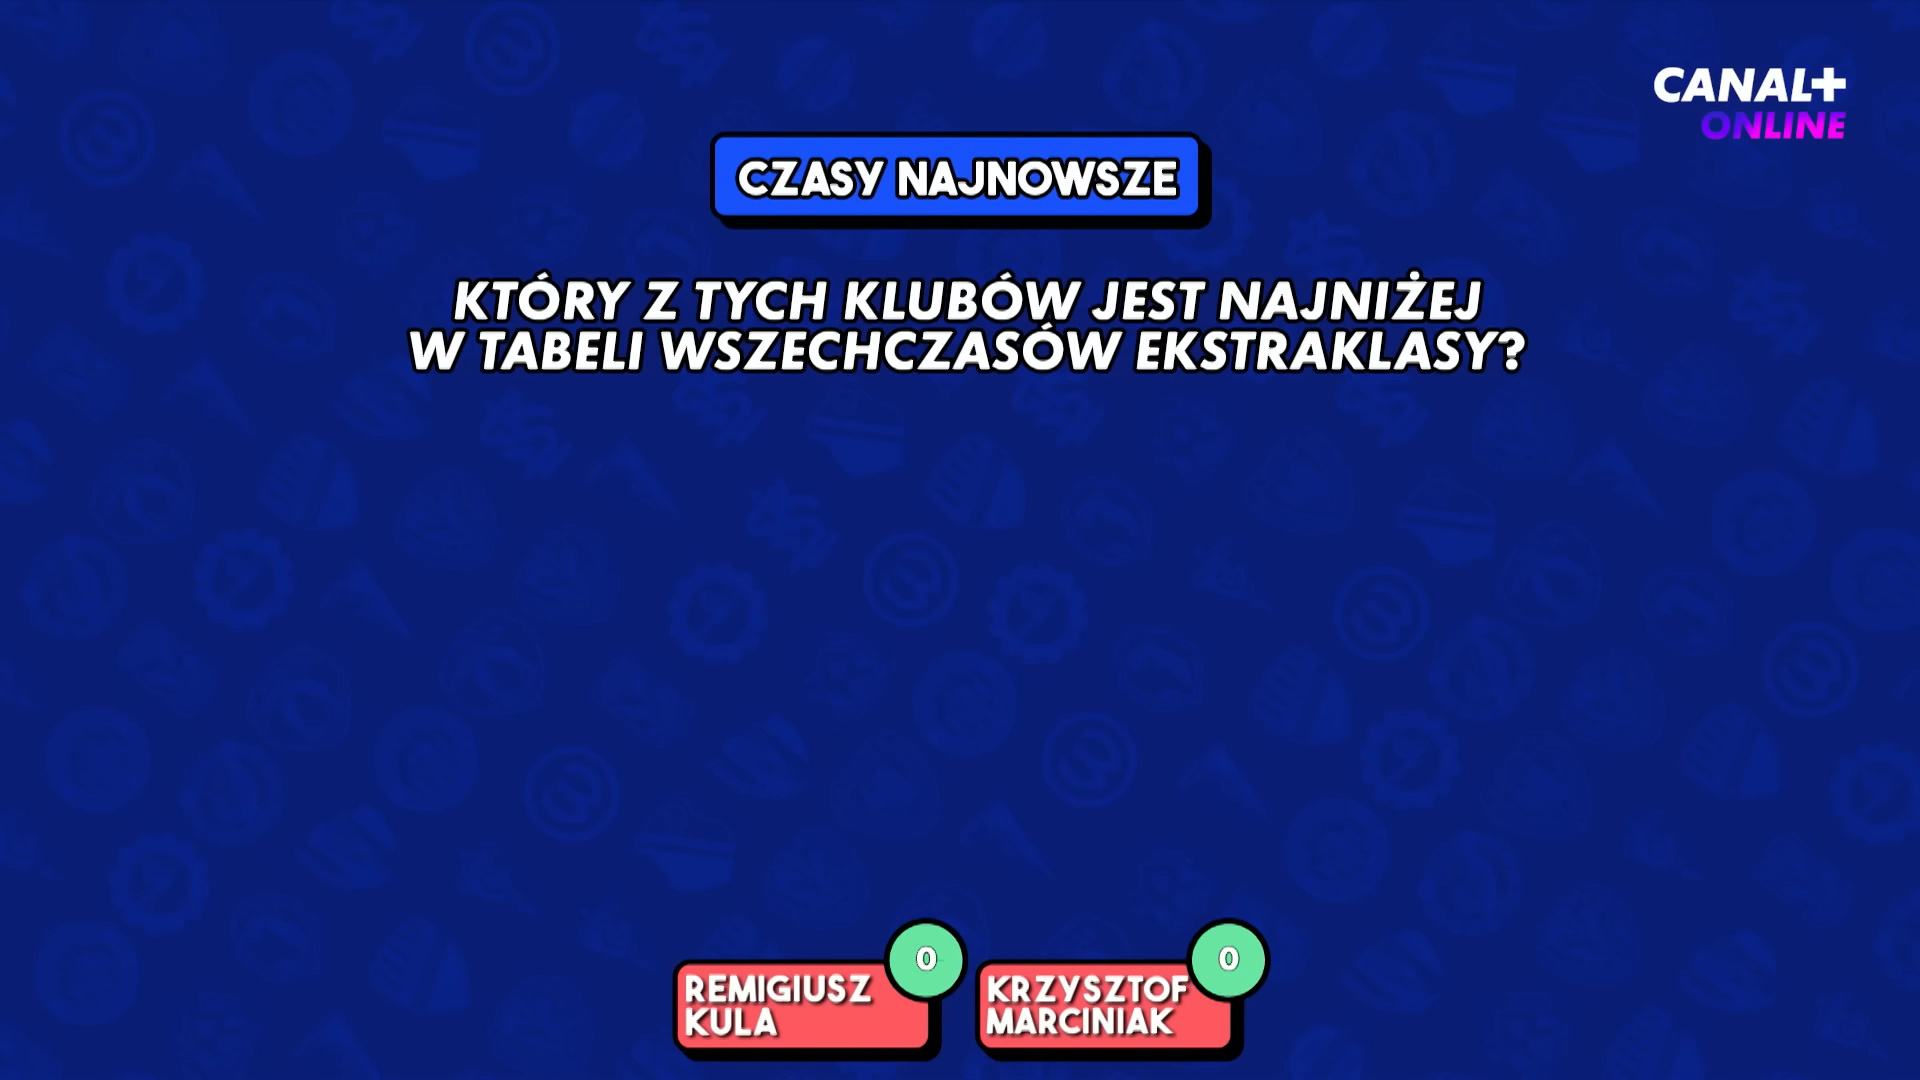 CANAL+
ONLINE
CZASY NAJNOWSZE
KTÓRY Z TYCH KLUBÓW JEST NAJNIŻEJ
W TABELI WSZECHCZASÓW EKSTRAKLASY?
0
REMIGIUSZ
KULA
0
KRZYSZTOF
MARCINIAK